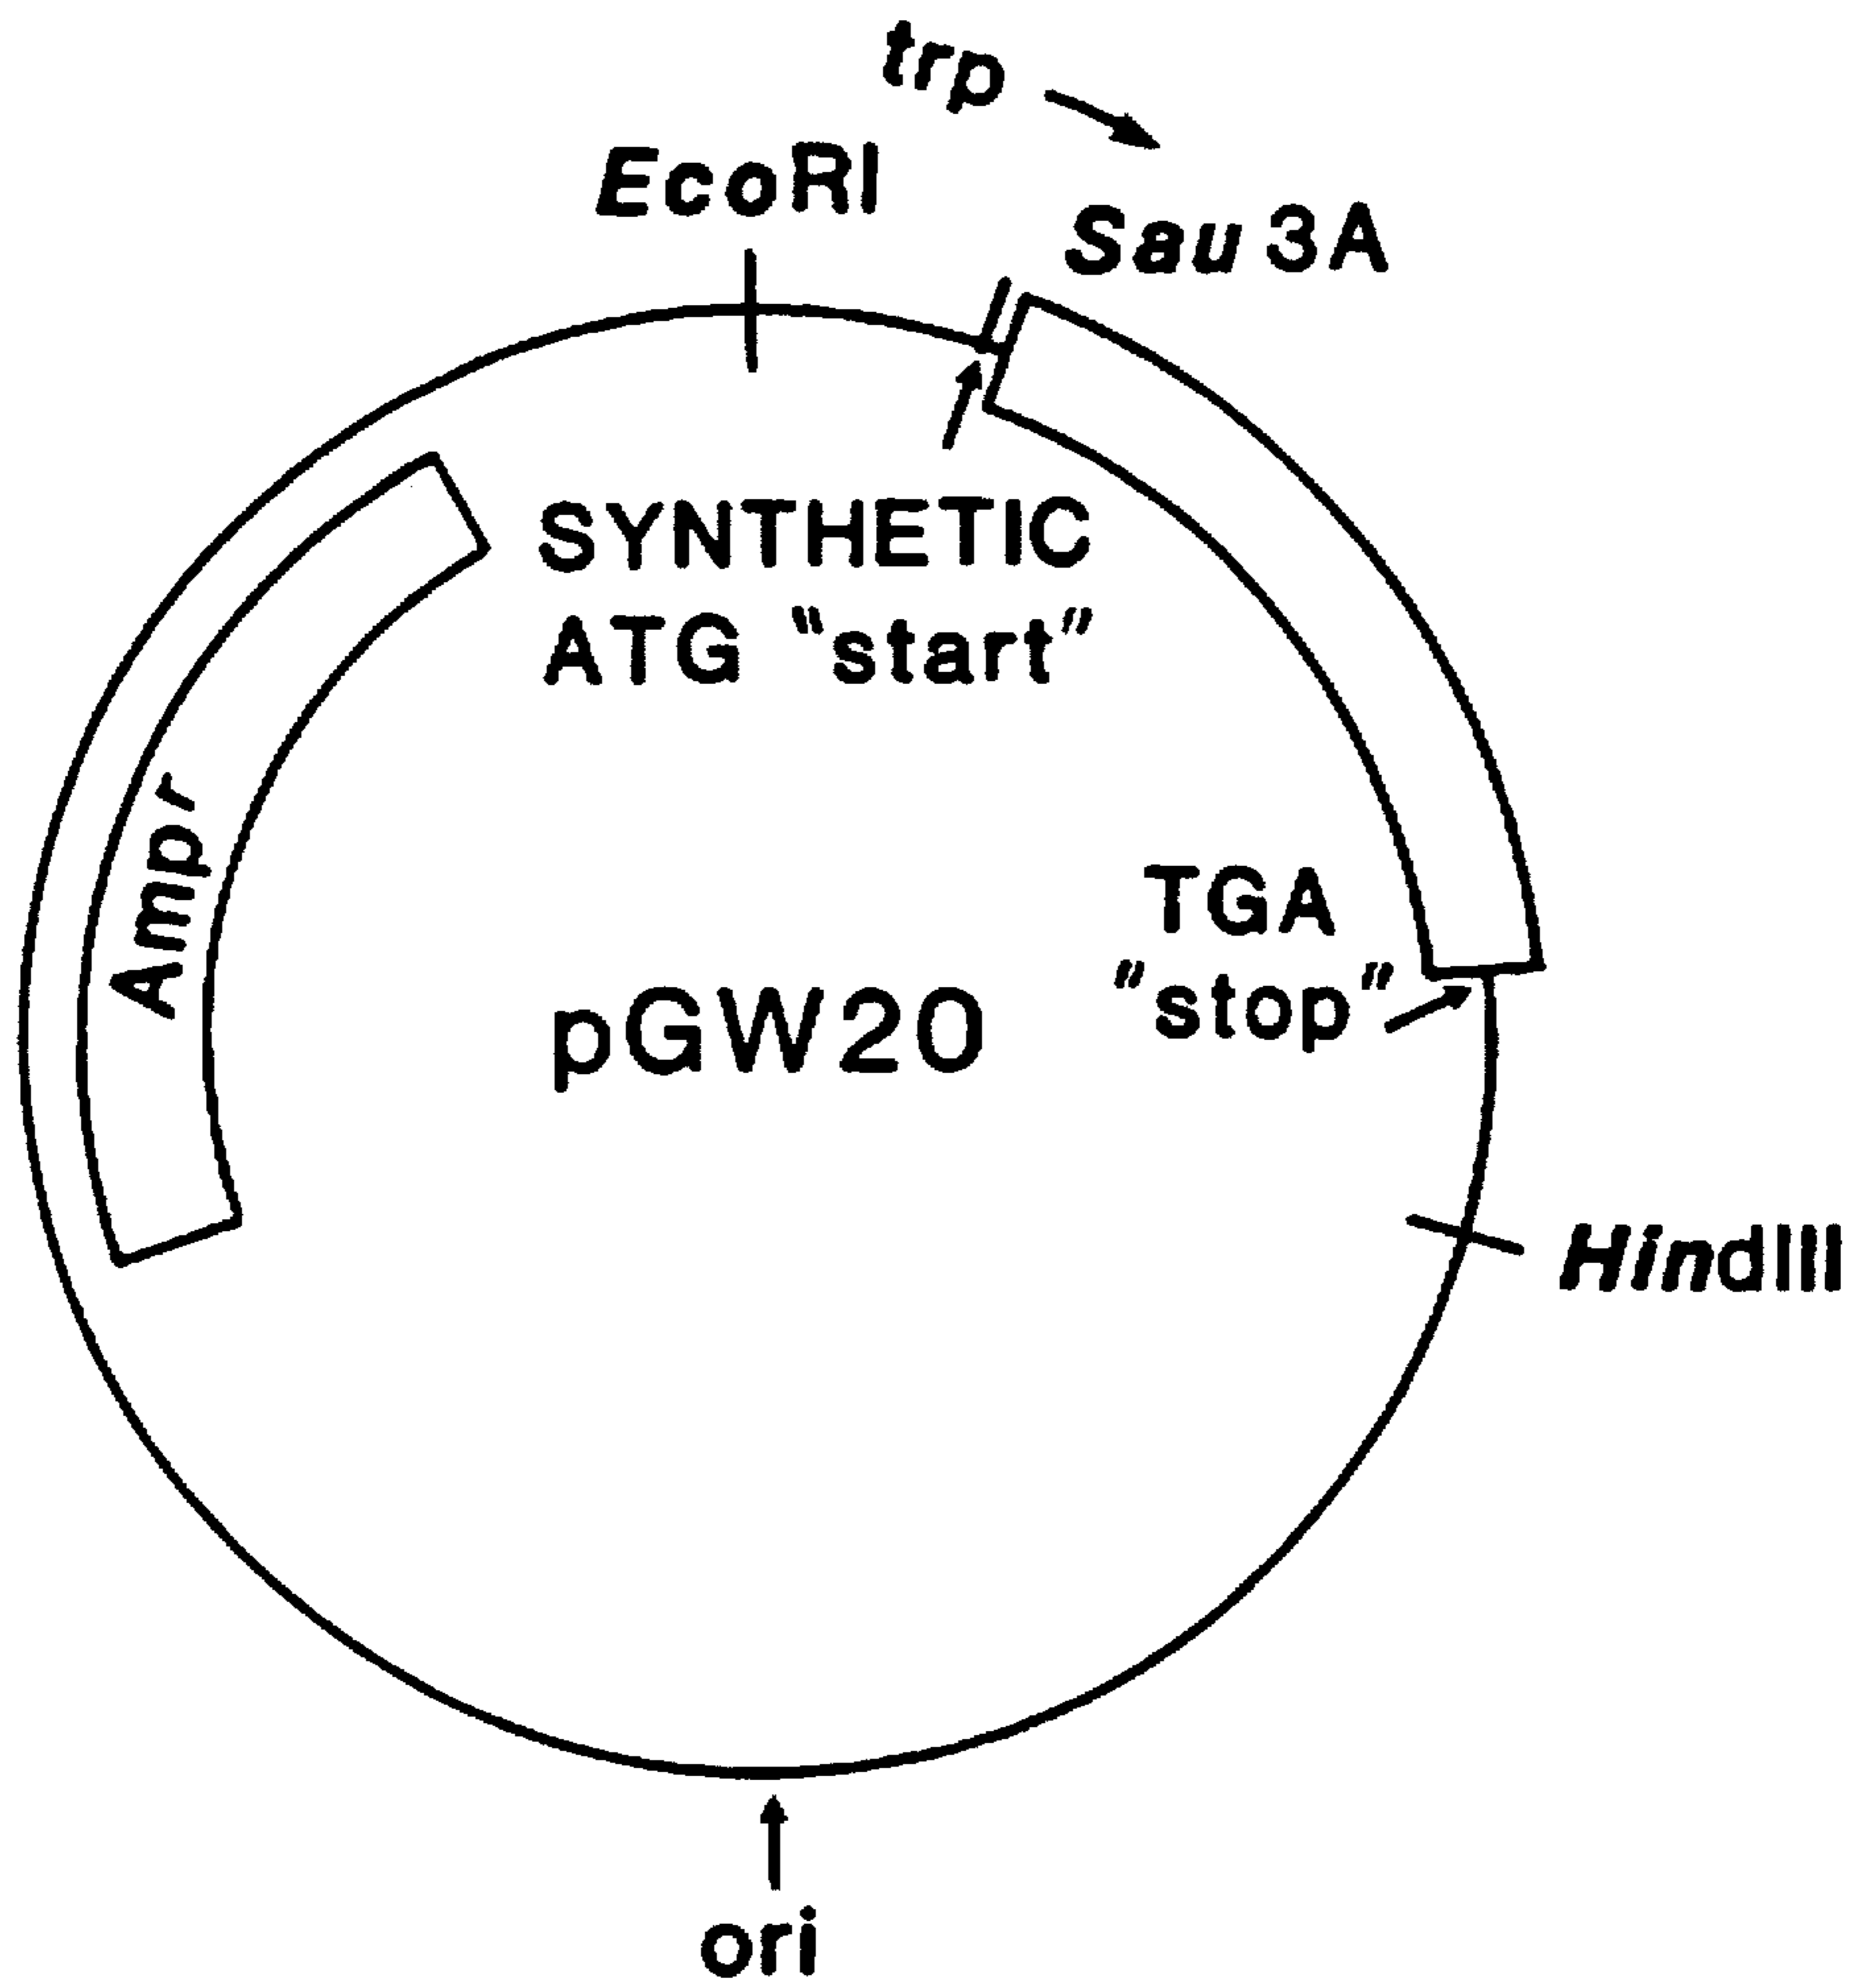 trp
EcoRI
Sau3A
SYNTHETIC
ATG "start"
Ampʳ
TGA
"stop"
pGW20
HindIII
ori